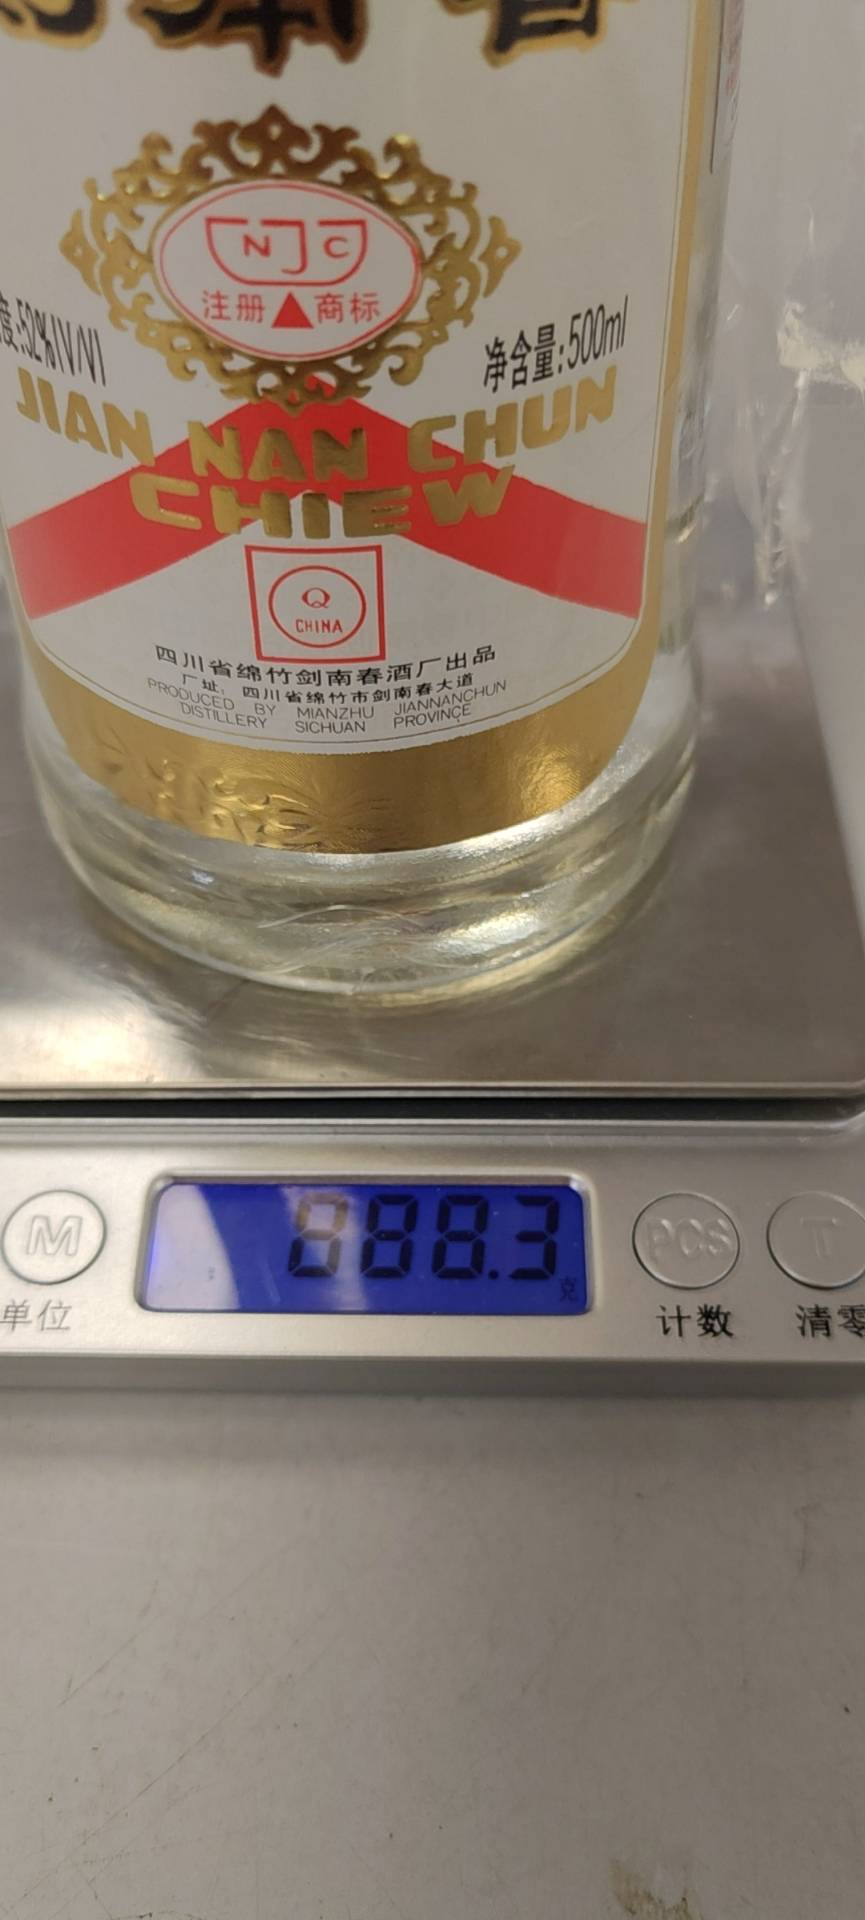 南春
NJC
注册 商标
度:52%(V/V)
净含量:500ml
JIAN NAN CHUN
CHIEW
Q
CHINA
四川省绵竹剑南春酒厂出品
厂址：四川省绵竹市剑南春大道
PRODUCED BY MIANZHU JIANNANCHUN
DISTILLERY SICHUAN PROVINCE
888.3
克
M
PCS
T
单位
计数
清零